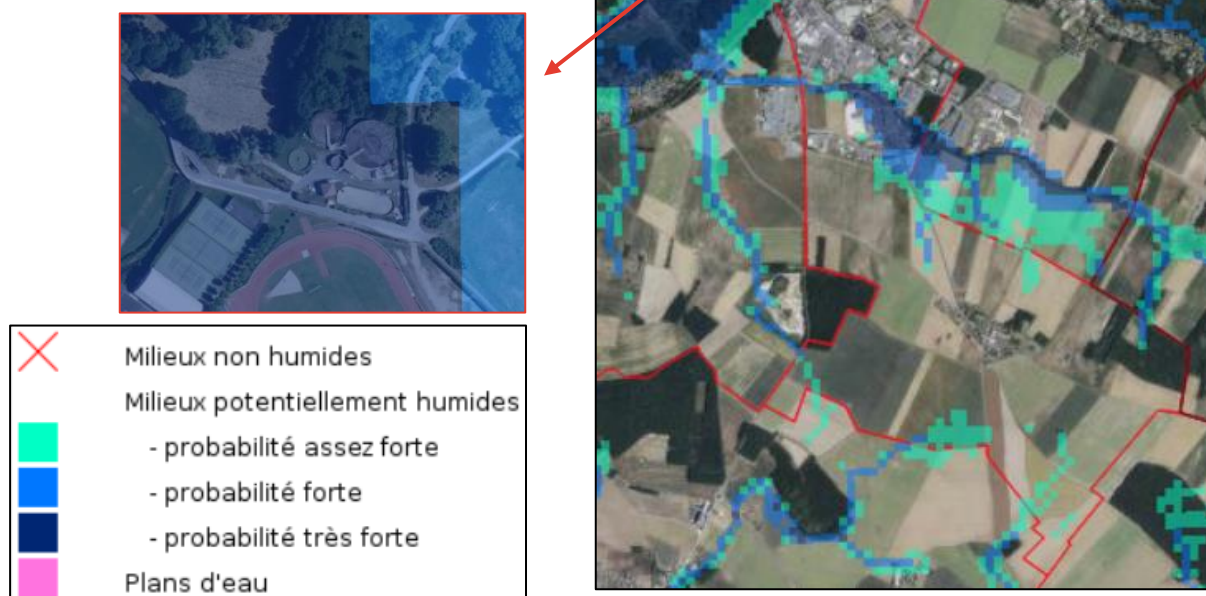 Milieux non humides
Milieux potentiellement humides
- probabilité assez forte
- probabilité forte
- probabilité très forte
Plans d'eau